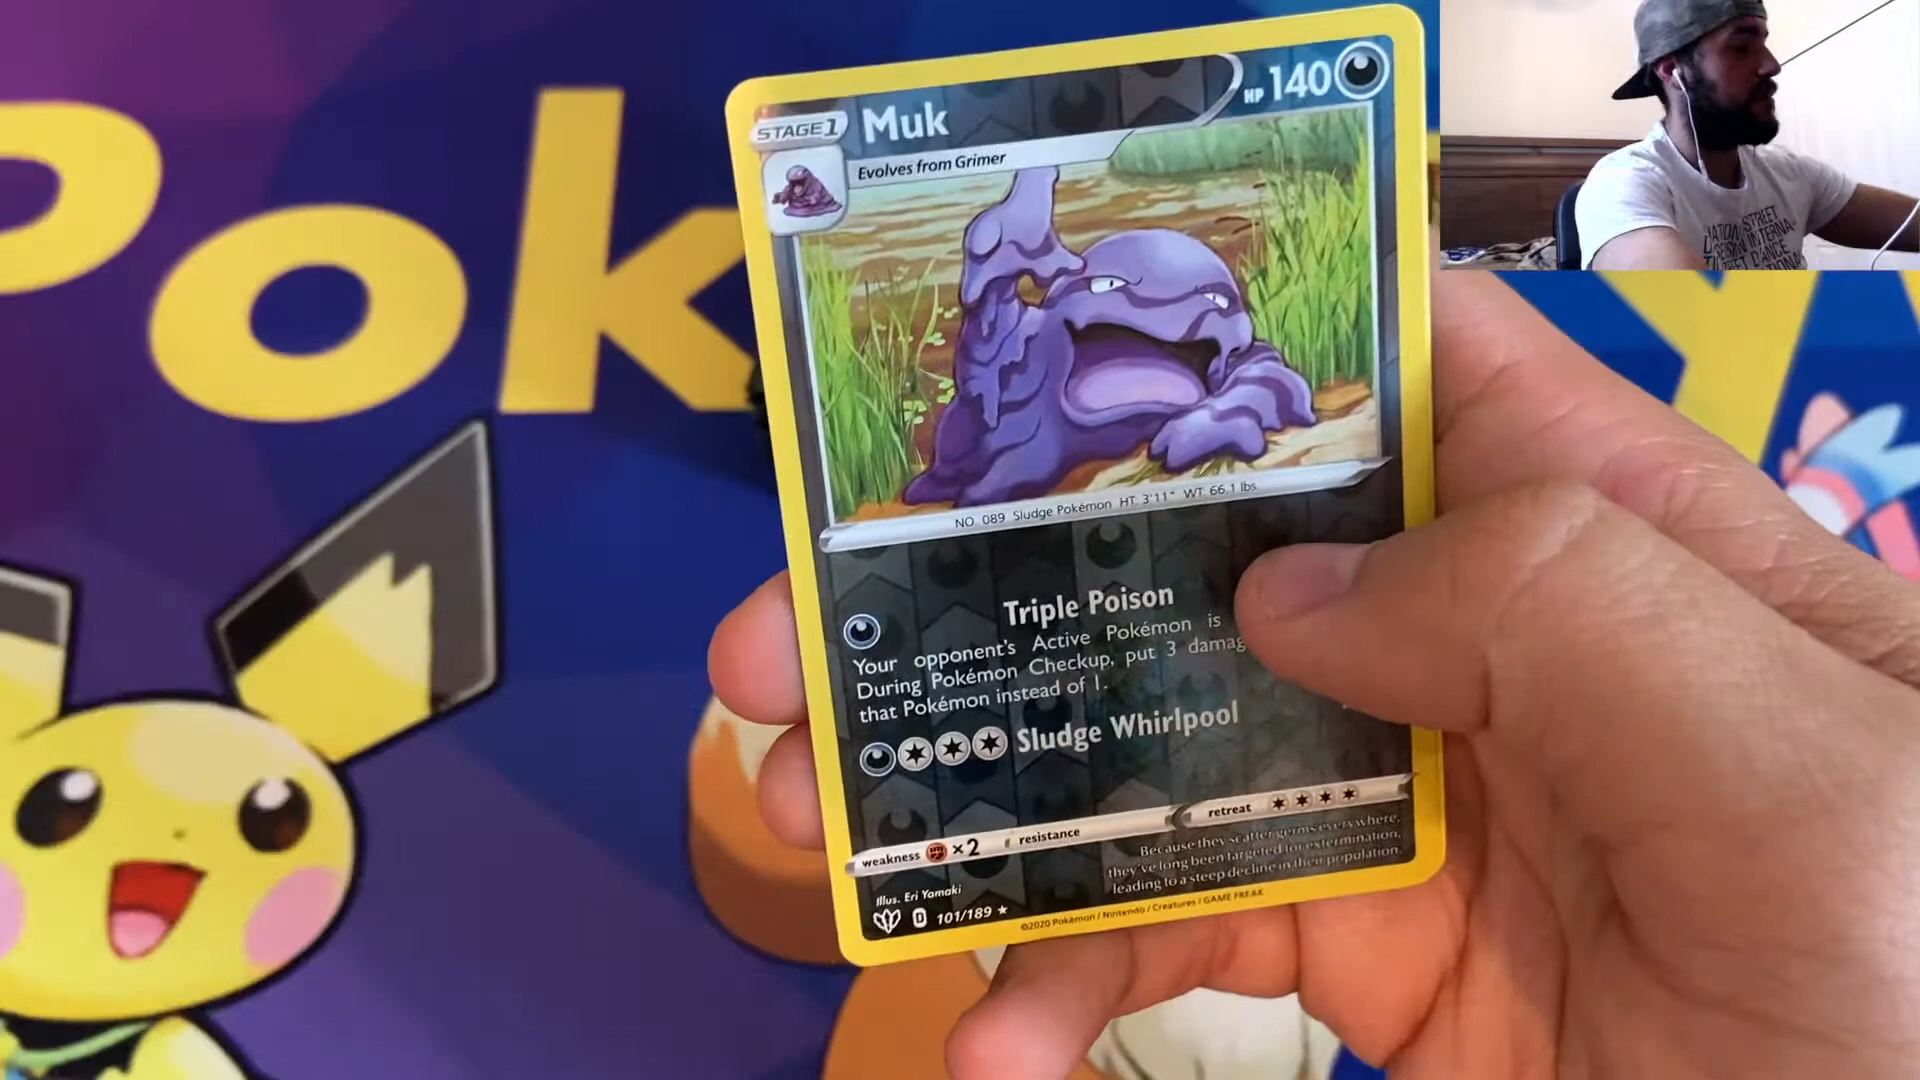 Pok
STAGE 1 Muk HP 140
Evolves from Grimer
NO. 089 Sludge Pokémon HT. 3'11" WT. 66.1 lbs.
Triple Poison
Your opponent's Active Pokémon is
During Pokémon Checkup, put 3 damag
that Pokémon instead of 1.
Sludge Whirlpool
weakness ×2 resistance retreat
Because they scatter germs everywhere,
they've long been targeted for extermination,
leading to a steep decline in their population.
Illus. Eri Yamaki
D 101/189
©2020 Pokémon / Nintendo / Creatures / GAME FREAK
y
STREET
INTERNA-
DANCE